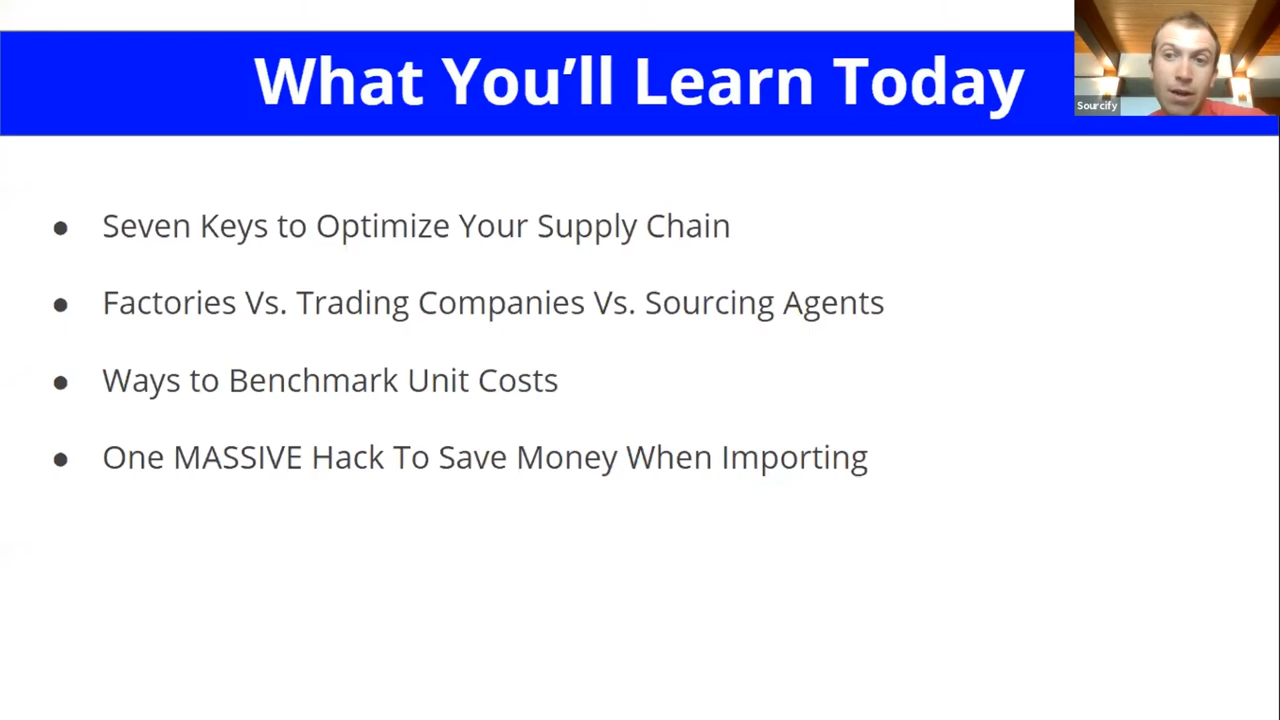 What You’ll Learn Today
Sourcify
● Seven Keys to Optimize Your Supply Chain
● Factories Vs. Trading Companies Vs. Sourcing Agents
● Ways to Benchmark Unit Costs
● One MASSIVE Hack To Save Money When Importing